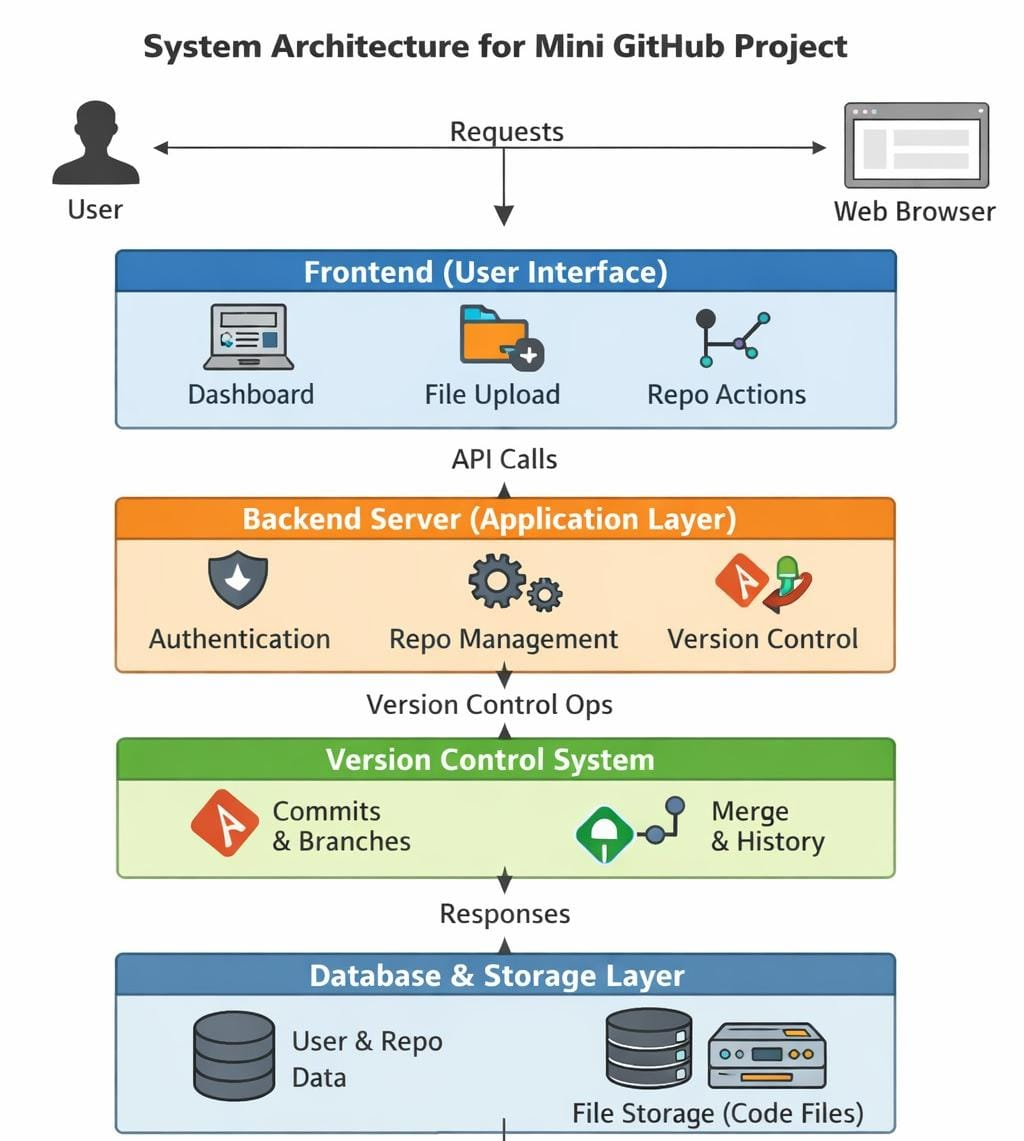 System Architecture for Mini GitHub Project
Requests
User
Web Browser
Frontend (User Interface)
Dashboard
File Upload
Repo Actions
API Calls
Backend Server (Application Layer)
Authentication
Repo Management
Version Control
Version Control Ops
Version Control System
Commits
& Branches
Merge
& History
Responses
Database & Storage Layer
User & Repo
Data
File Storage (Code Files)